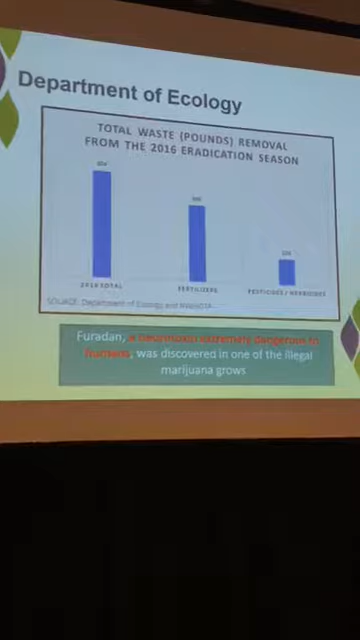 Department of Ecology
TOTAL WASTE (POUNDS) REMOVAL
FROM THE 2016 ERADICATION SEASON
2016 TOTAL
FERTILIZERS
PESTICIDES / HERBICIDES
SOURCE: Department of Ecology and
Furadan, a neurotoxin extremely dangerous to
humans, was discovered in one of the illegal
marijuana grows